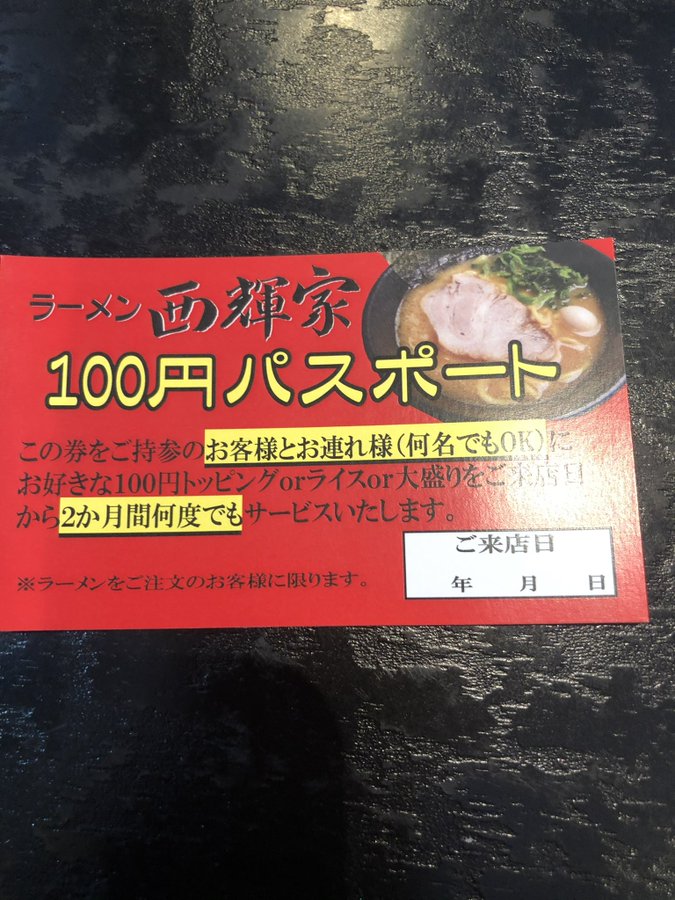 ラーメン 西輝家
100円パスポート
この券をご持参のお客様とお連れ様(何名でもOK)に
お好きな100円トッピングorライスor大盛りをご来店日
から2か月間何度でもサービスいたします。
ご来店日
年 月 日
※ラーメンをご注文のお客様に限ります。